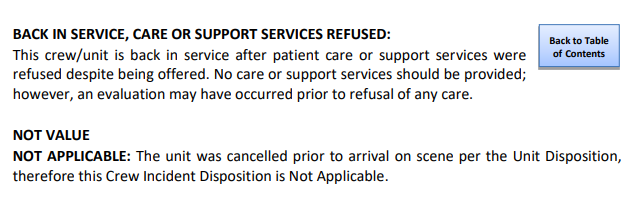 BACK IN SERVICE, CARE OR SUPPORT SERVICES REFUSED:
This crew/unit is back in service after patient care or support services were
refused despite being offered. No care or support services should be provided;
however, an evaluation may have occurred prior to refusal of any care.
Back to Table
of Contents
NOT VALUE
NOT APPLICABLE: The unit was cancelled prior to arrival on scene per the Unit Disposition,
therefore this Crew Incident Disposition is Not Applicable.